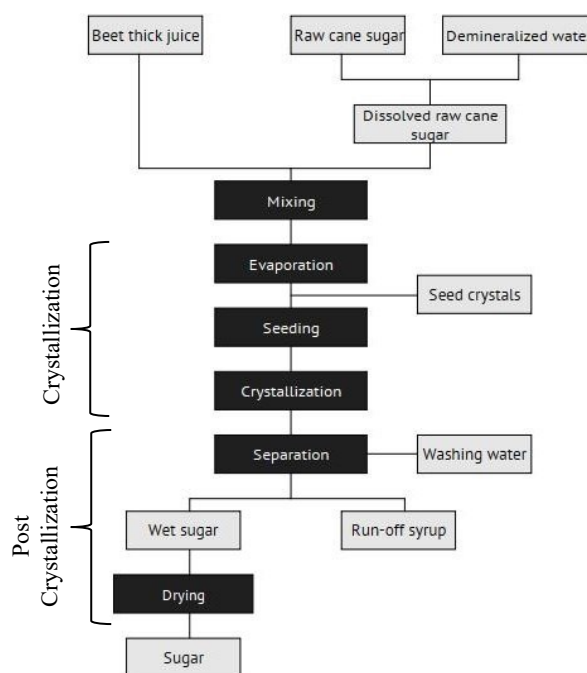 Beet thick juice
Raw cane sugar
Demineralized water
Dissolved raw cane
sugar
Mixing
Evaporation
Seed crystals
Seeding
Crystallization
Crystallization
Separation
Washing water
Post
Crystallization
Wet sugar
Run-off syrup
Drying
Sugar